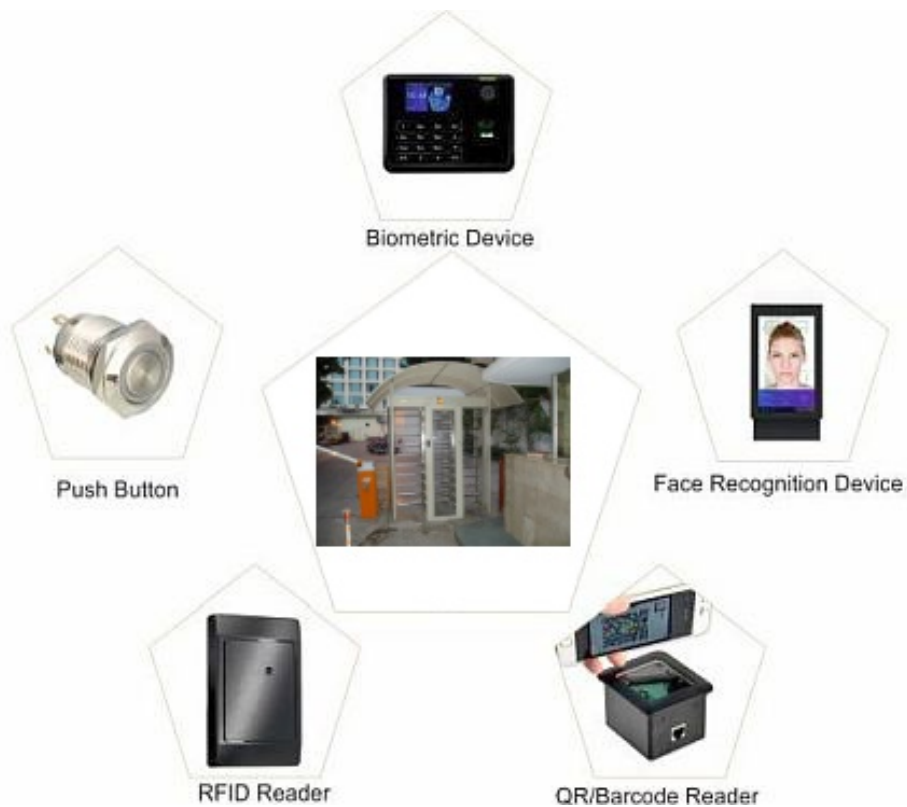 Biometric Device
Push Button
Face Recognition Device
RFID Reader
QR/Barcode Reader